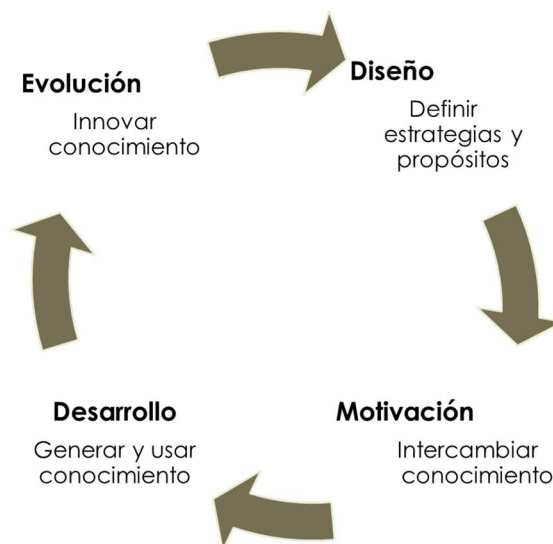 Evolución
Innovar
conocimiento
Diseño
Definir
estrategias y
propósitos
Motivación
Intercambiar
conocimiento
Desarrollo
Generar y usar
conocimiento